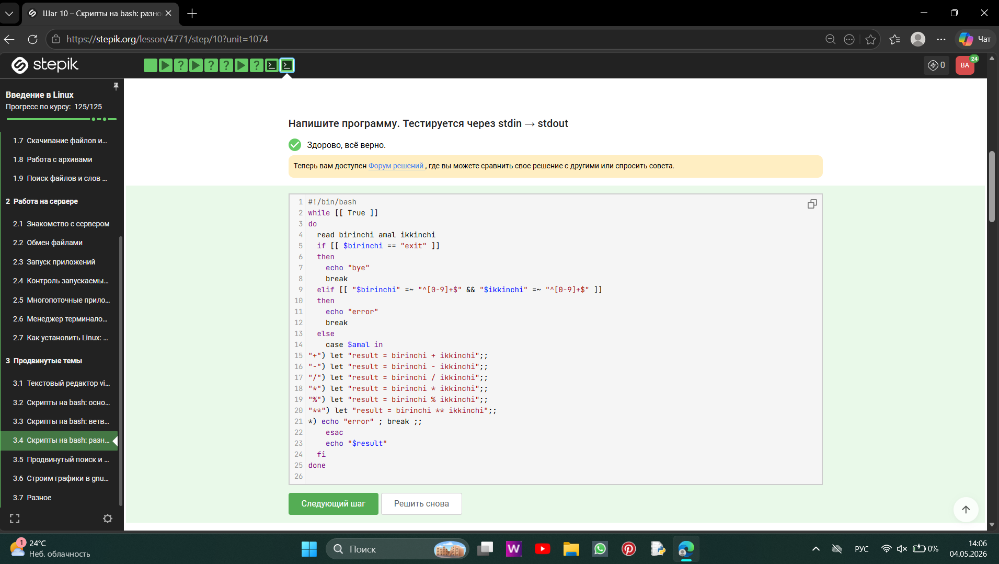 Шаг 10 – Скрипты на bash: разно
https://stepik.org/lesson/4771/step/10?unit=1074
Чат
stepik
0
BA
24
Введение в Linux
Прогресс по курсу: 125/125
1.7 Скачивание файлов и...
1.8 Работа с архивами
1.9 Поиск файлов и слов ...
2 Работа на сервере
2.1 Знакомство с сервером
2.2 Обмен файлами
2.3 Запуск приложений
2.4 Контроль запускаемы...
2.5 Многопоточные прило...
2.6 Менеджер терминало...
2.7 Как установить Linux: ...
3 Продвинутые темы
3.1 Текстовый редактор vi...
3.2 Скрипты на bash: осно...
3.3 Скрипты на bash: ветв...
3.4 Скрипты на bash: разн...
3.5 Продвинутый поиск и ...
3.6 Строим графики в gnu...
3.7 Разное
Напишите программу. Тестируется через stdin → stdout
Здорово, всё верно.
Теперь вам доступен Форум решений , где вы можете сравнить свое решение с другими или спросить совета.
1 #!/bin/bash
2 while [[ True ]]
3 do
4   read birinchi amal ikkinchi
5   if [[ $birinchi == "exit" ]]
6   then
7     echo "bye"
8     break
9   elif [[ "$birinchi" =~ "^[0-9]+$" && "$ikkinchi" =~ "^[0-9]+$" ]]
10   then
11     echo "error"
12     break
13   else
14     case $amal in
15 "+") let "result = birinchi + ikkinchi";;
16 "-") let "result = birinchi - ikkinchi";;
17 "/") let "result = birinchi / ikkinchi";;
18 "*") let "result = birinchi * ikkinchi";;
19 "%") let "result = birinchi % ikkinchi";;
20 "**") let "result = birinchi ** ikkinchi";;
21 *) echo "error" ; break ;;
22     esac
23     echo "$result"
24   fi
25 done
26
Следующий шаг
Решить снова
1
24°C
Неб. облачность
Поиск
РУС
0%
14:06
04.05.2026